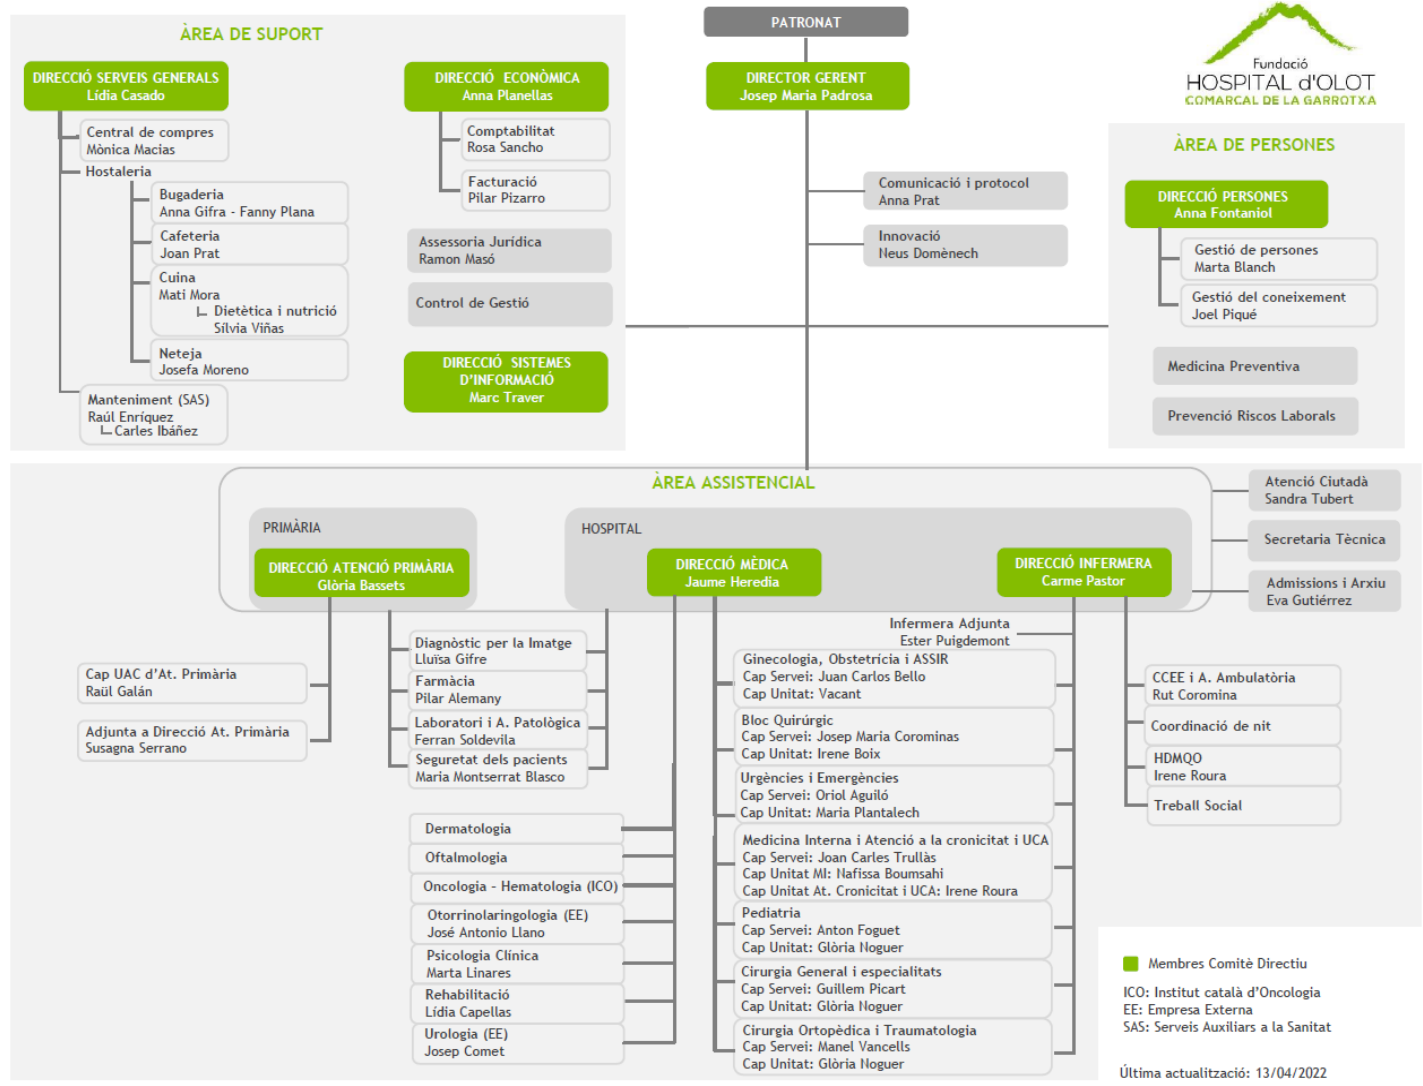 PATRONAT
DIRECTOR GERENT
Josep Maria Padrosa
Comunicació i protocol
Anna Prat
Innovació
Neus Domènech
Fundació
HOSPITAL d'OLOT
COMARCAL DE LA GARROTXA
ÀREA DE SUPORT
DIRECCIÓ SERVEIS GENERALS
Lídia Casado
Central de compres
Mònica Macias
Hostaleria
Bugaderia
Anna Gifra - Fanny Plana
Cafeteria
Joan Prat
Cuina
Mati Mora
Dietètica i nutrició
Sílvia Viñas
Neteja
Josefa Moreno
Manteniment (SAS)
Raúl Enríquez
Carles Ibáñez
DIRECCIÓ ECONÒMICA
Anna Planellas
Comptabilitat
Rosa Sancho
Facturació
Pilar Pizarro
Assessoria Jurídica
Ramon Masó
Control de Gestió
DIRECCIÓ SISTEMES
D'INFORMACIÓ
Marc Traver
ÀREA DE PERSONES
DIRECCIÓ PERSONES
Anna Fontaniol
Gestió de persones
Marta Blanch
Gestió del coneixement
Joel Piqué
Medicina Preventiva
Prevenció Riscos Laborals
ÀREA ASSISTENCIAL
Atenció Ciutadà
Sandra Tubert
Secretaria Tècnica
Admissions i Arxiu
Eva Gutiérrez
PRIMÀRIA
DIRECCIÓ ATENCIÓ PRIMÀRIA
Glòria Bassets
Cap UAC d'At. Primària
Raül Galán
Adjunta a Direcció At. Primària
Susagna Serrano
HOSPITAL
DIRECCIÓ MÈDICA
Jaume Heredia
DIRECCIÓ INFERMERA
Carme Pastor
Diagnòstic per la Imatge
Lluïsa Gifre
Farmàcia
Pilar Alemany
Laboratori i A. Patològica
Ferran Soldevila
Seguretat dels pacients
Maria Montserrat Blasco
Dermatologia
Oftalmologia
Oncologia - Hematologia (ICO)
Otorrinolaringologia (EE)
José Antonio Llano
Psicologia Clínica
Marta Linares
Rehabilitació
Lídia Capellas
Urologia (EE)
Josep Comet
Infermera Adjunta
Ester Puigdemont
Ginecologia, Obstetrícia i ASSIR
Cap Servei: Juan Carlos Bello
Cap Unitat: Vacant
Bloc Quirúrgic
Cap Servei: Josep Maria Corominas
Cap Unitat: Irene Boix
Urgències i Emergències
Cap Servei: Oriol Aguiló
Cap Unitat: Maria Plantalech
Medicina Interna i Atenció a la cronicitat i UCA
Cap Servei: Joan Carles Trullàs
Cap Unitat MI: Nafissa Boumsahi
Cap Unitat At. Cronicitat i UCA: Irene Roura
Pediatria
Cap Servei: Anton Foguet
Cap Unitat: Glòria Noguer
Cirurgia General i especialitats
Cap Servei: Guillem Picart
Cap Unitat: Glòria Noguer
Cirurgia Ortopèdica i Traumatologia
Cap Servei: Manel Vancells
Cap Unitat: Glòria Noguer
CCEE i A. Ambulatòria
Rut Coromina
Coordinació de nit
HDMQO
Irene Roura
Treball Social
Membres Comitè Directiu
ICO: Institut català d'Oncologia
EE: Empresa Externa
SAS: Serveis Auxiliars a la Sanitat
Última actualització: 13/04/2022